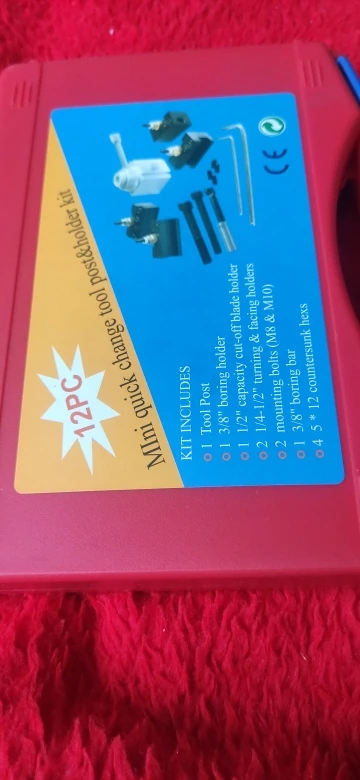 12PC
MIni quick change tool post&holder kit
KIT INCLUDES
1 Tool Post
1 3/8" boring holder
1 1/2" capacity cut-off blade holder
2 1/4-1/2" turning & facing holders
2 mounting bolts (M8 & M10)
1 3/8" boring bar
4 5 * 12 countersunk hexs
CE